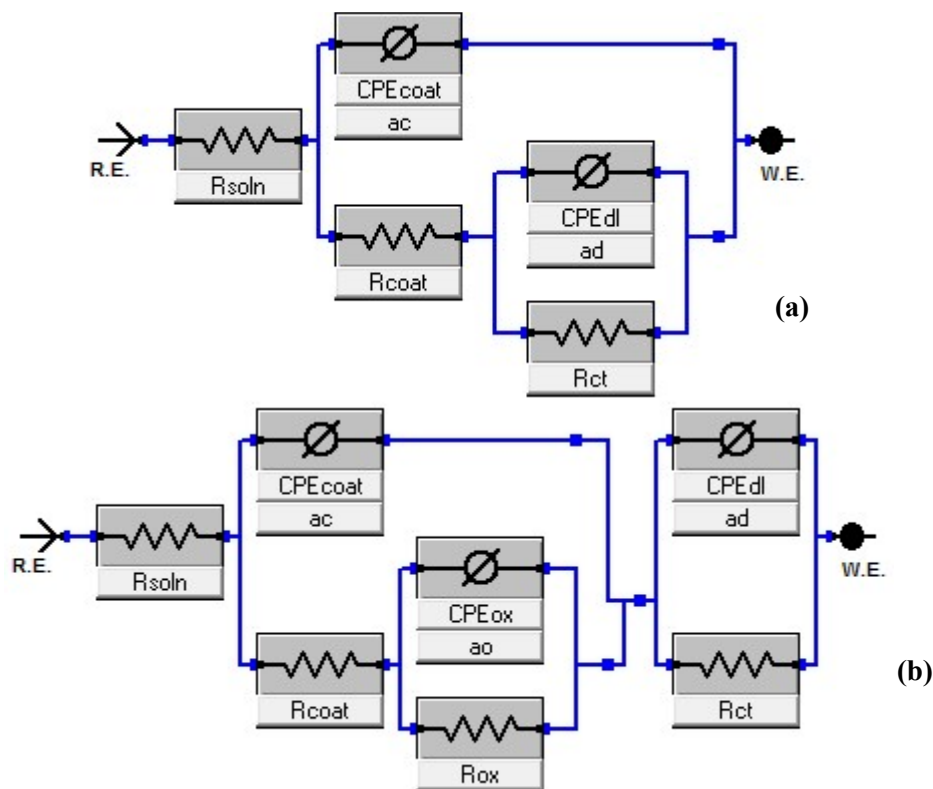 CPEcoat
ac
R.E.
Rsoln
W.E.
CPEdl
ad
Rcoat
(a)
Rct
CPEcoat
ac
CPEdl
ad
R.E.
Rsoln
W.E.
CPEox
ao
Rcoat
Rct
(b)
Rox